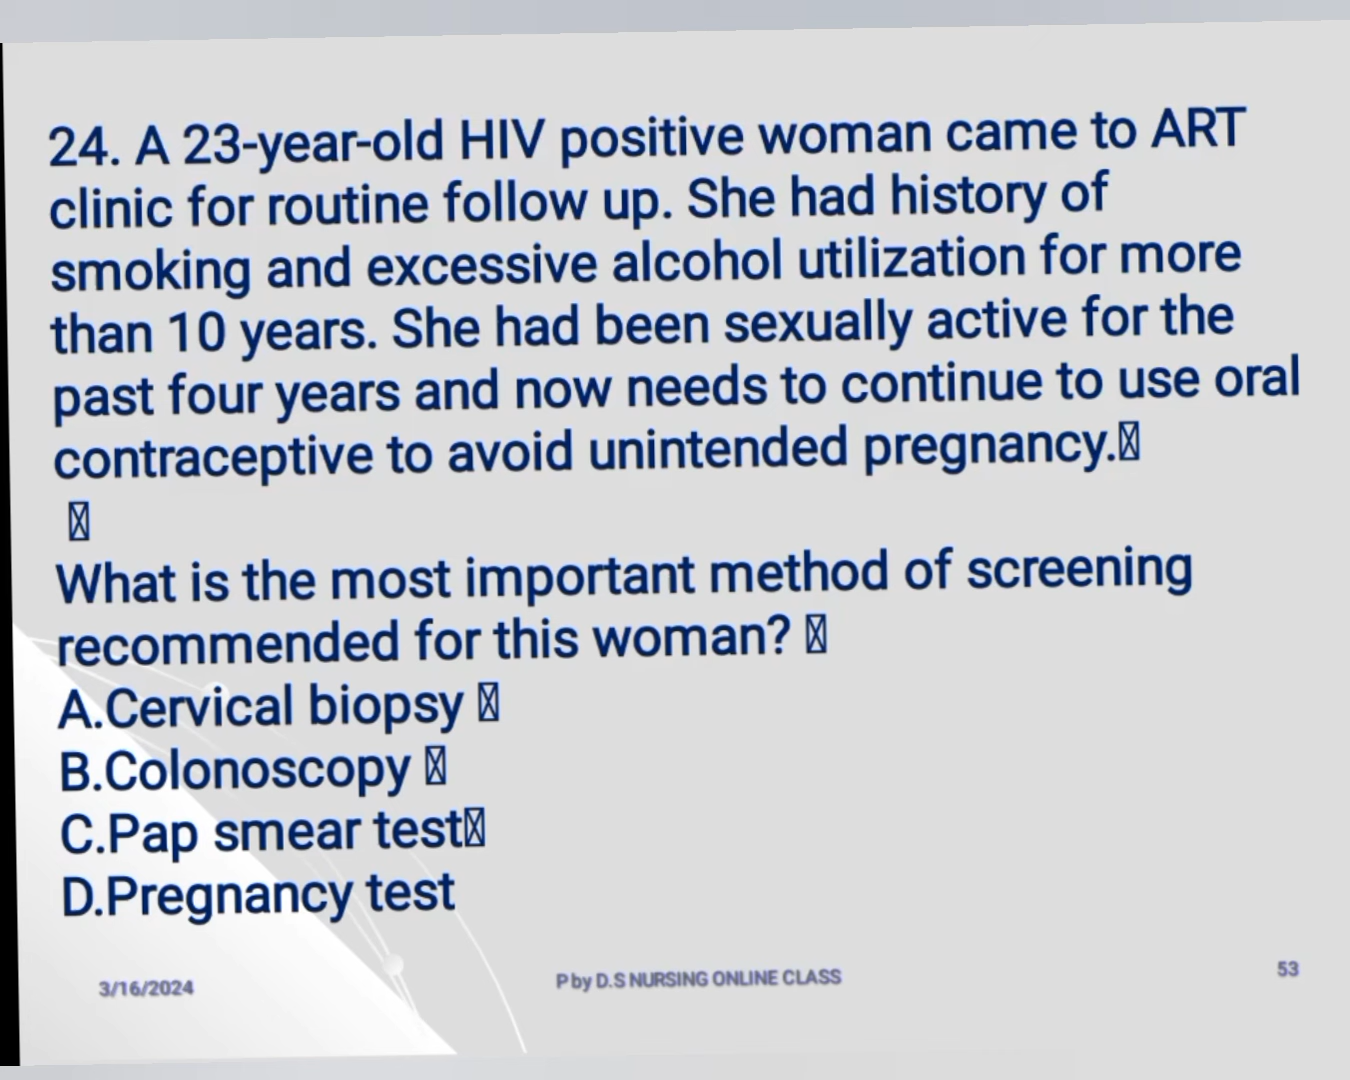 24. A 23-year-old HIV positive woman came to ART
clinic for routine follow up. She had history of
smoking and excessive alcohol utilization for more
than 10 years. She had been sexually active for the
past four years and now needs to continue to use oral
contraceptive to avoid unintended pregnancy.
What is the most important method of screening
recommended for this woman?
A.Cervical biopsy
B.Colonoscopy
C.Pap smear test
D.Pregnancy test
3/16/2024
P by D.S NURSING ONLINE CLASS
53